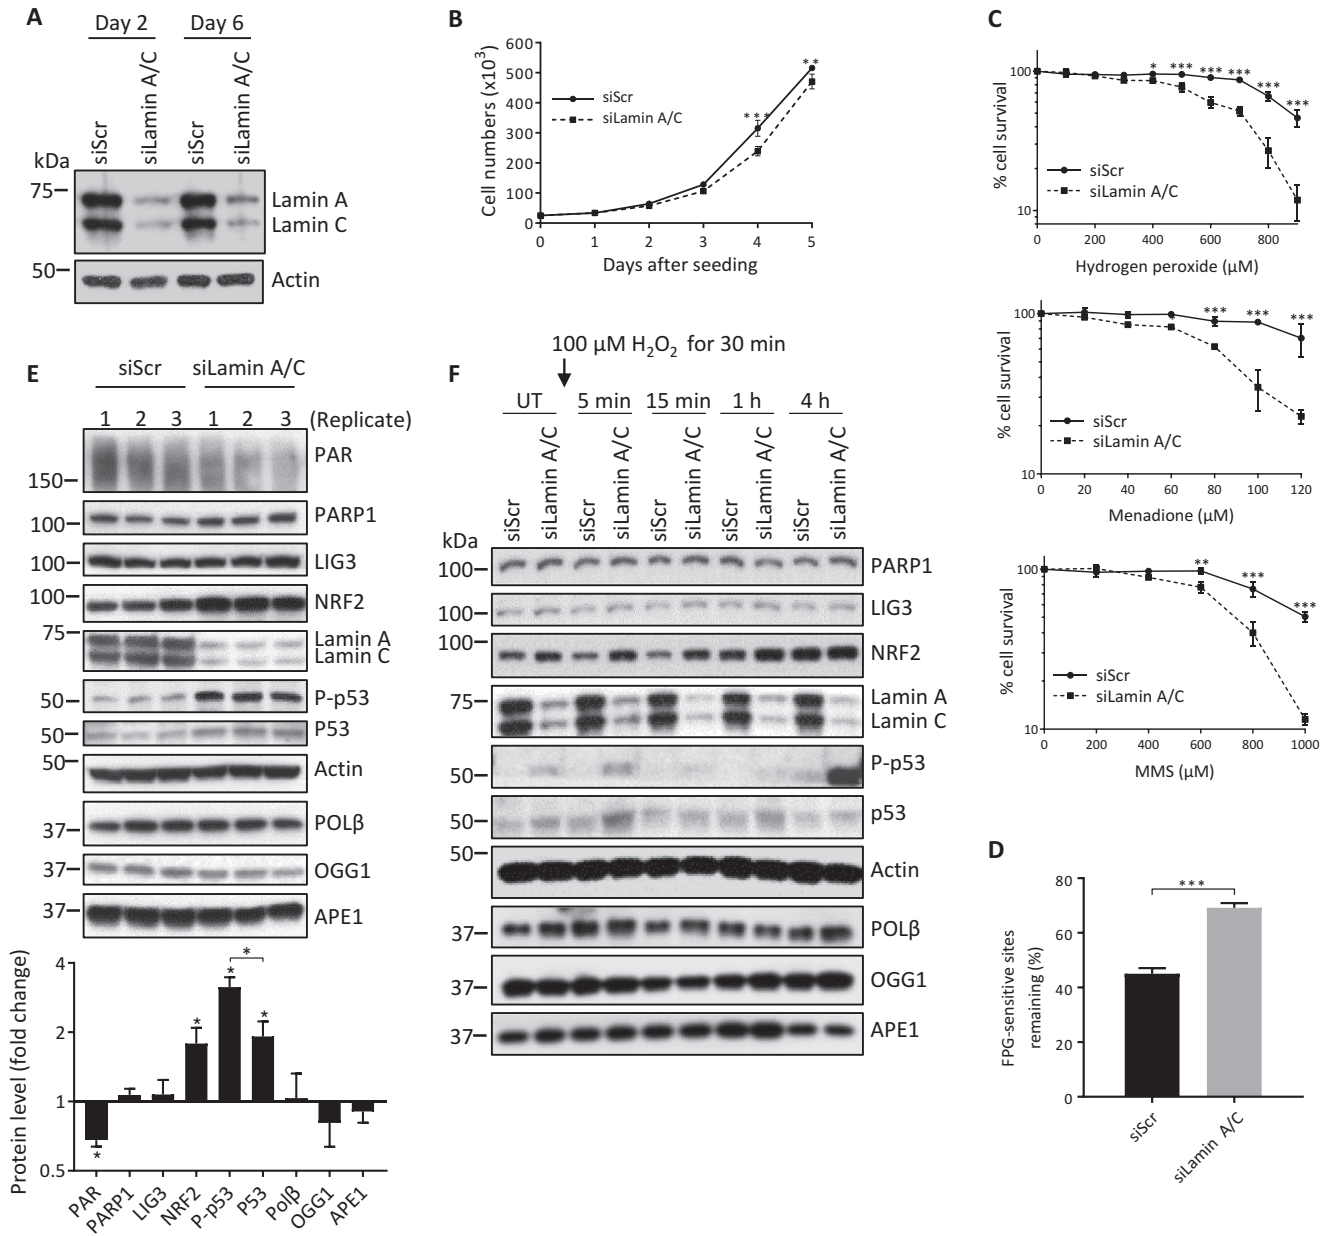 A
Day 2 Day 6
siScr
siLamin A/C
siScr
siLamin A/C
kDa
75
Lamin A
Lamin C
50
Actin
B
Cell numbers (x10³)
600
500
400
300
200
100
0
siScr
siLamin A/C
***
**
0 1 2 3 4 5
Days after seeding
C
% cell survival
100
10
* *** *** *** *** ***
siScr
siLamin A/C
0 200 400 600 800
Hydrogen peroxide (µM)
% cell survival
100
10
* *** *** ***
siScr
siLamin A/C
0 20 40 60 80 100 120
Menadione (µM)
% cell survival
100
10
** *** ***
siScr
siLamin A/C
0 200 400 600 800 1000
MMS (µM)
D
FPG-sensitive sites
remaining (%)
80
60
40
20
0
***
siScr
siLamin A/C
E
siScr siLamin A/C
1 2 3 1 2 3 (Replicate)
PAR
150
100 PARP1
100 LIG3
100 NRF2
75 Lamin A
Lamin C
50 P-p53
50 P53
50 Actin
37 POLβ
37 OGG1
37 APE1
Protein level (fold change)
4
2
1
0.5
* * * * *
PAR
PARP1
LIG3
NRF2
P-p53
P53
Polβ
OGG1
APE1
F
100 µM H₂O₂ for 30 min
UT 5 min 15 min 1 h 4 h
siScr
siLamin A/C
siScr
siLamin A/C
siScr
siLamin A/C
siScr
siLamin A/C
siScr
siLamin A/C
kDa
100 PARP1
100 LIG3
100 NRF2
75 Lamin A
Lamin C
50 P-p53
50 p53
50 Actin
37 POLβ
37 OGG1
37 APE1